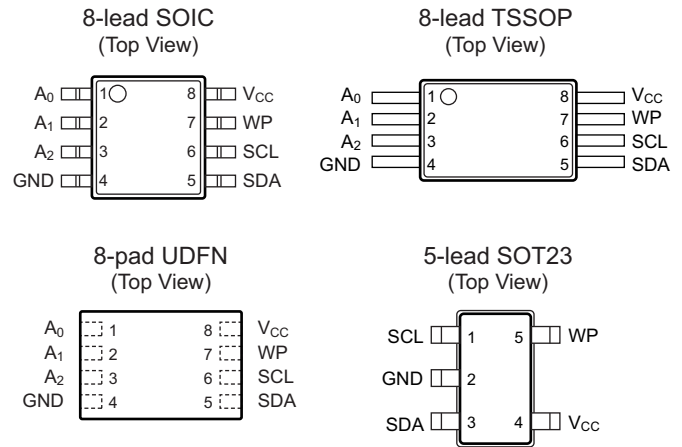 8-lead SOIC
(Top View)
A0 1 8 VCC
A1 2 7 WP
A2 3 6 SCL
GND 4 5 SDA
8-lead TSSOP
(Top View)
A0 1 8 VCC
A1 2 7 WP
A2 3 6 SCL
GND 4 5 SDA
8-pad UDFN
(Top View)
A0 1 8 VCC
A1 2 7 WP
A2 3 6 SCL
GND 4 5 SDA
5-lead SOT23
(Top View)
SCL 1 5 WP
GND 2
SDA 3 4 VCC